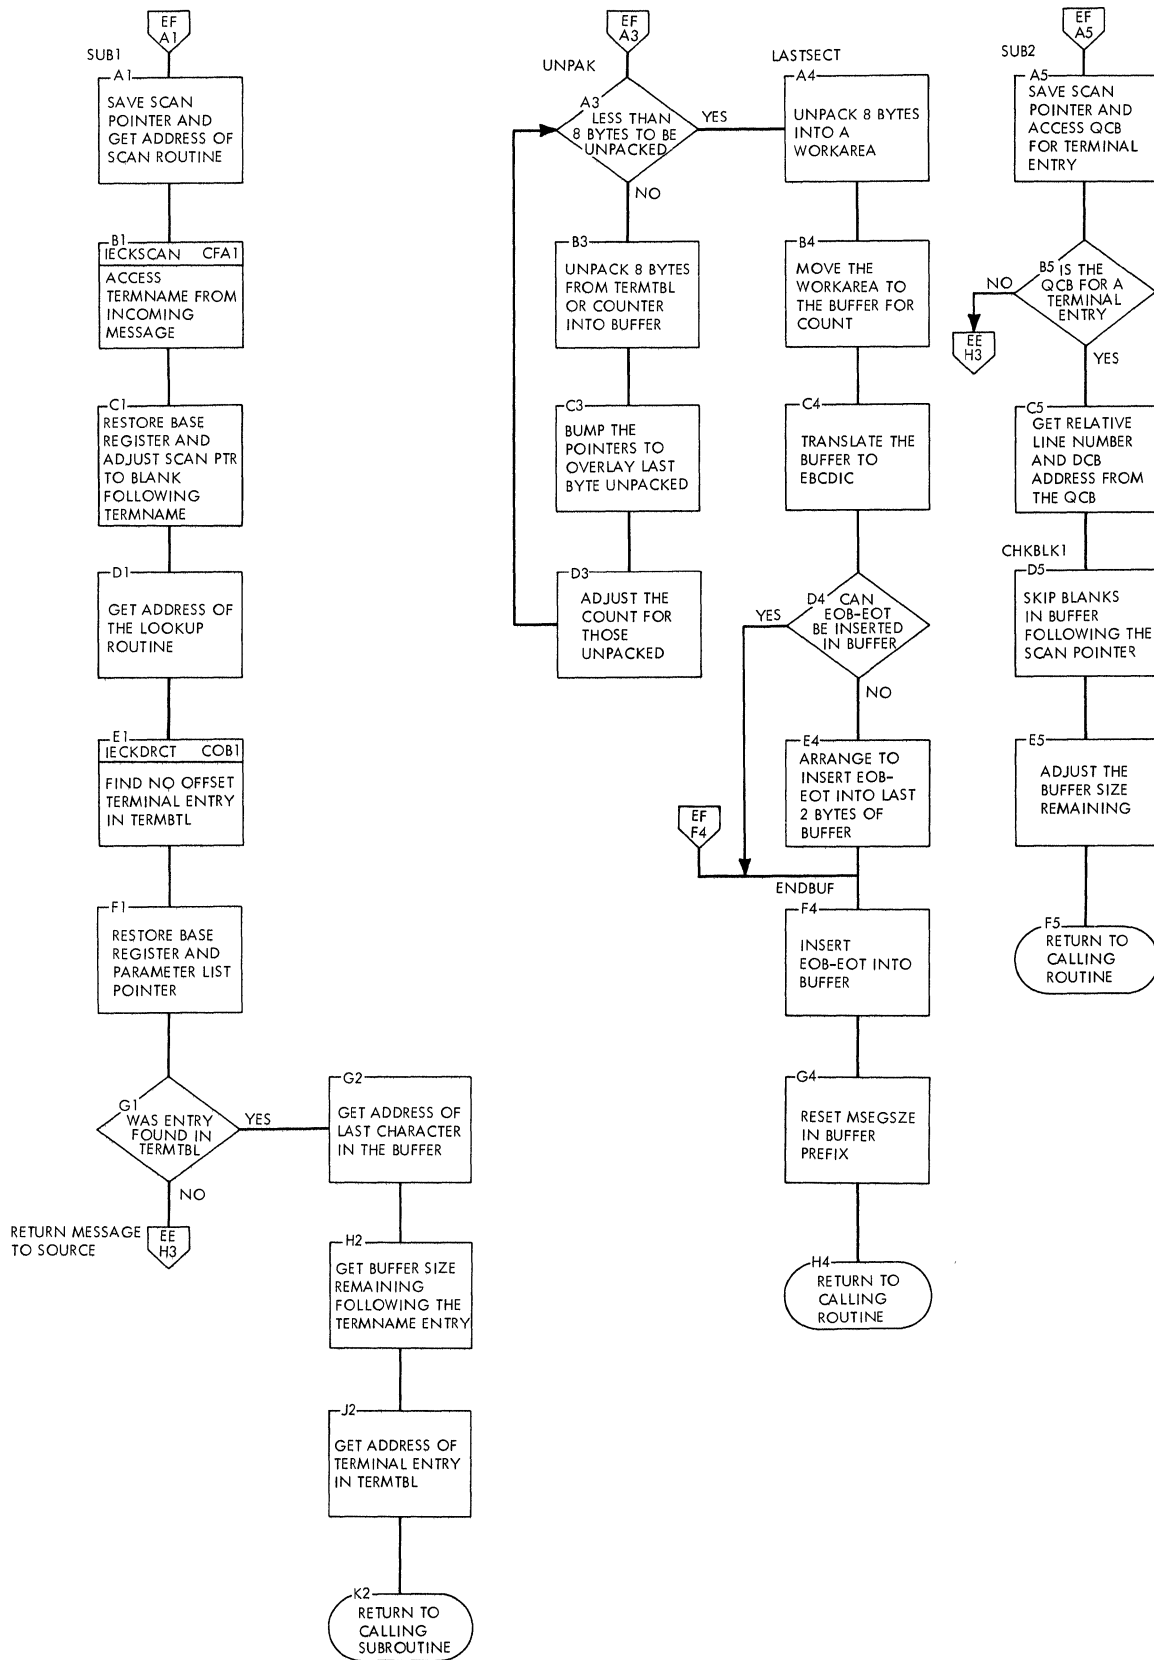 EF
A1
SUB1
A1
SAVE SCAN
POINTER AND
GET ADDRESS OF
SCAN ROUTINE
B1
IECKSCAN CFA1
ACCESS
TERMNAME FROM
INCOMING
MESSAGE
C1
RESTORE BASE
REGISTER AND
ADJUST SCAN PTR
TO BLANK
FOLLOWING
TERMNAME
D1
GET ADDRESS OF
THE LOOKUP
ROUTINE
E1
IECKDRCT COB1
FIND NO OFFSET
TERMINAL ENTRY
IN TERMBTL
F1
RESTORE BASE
REGISTER AND
PARAMETER LIST
POINTER
G1
WAS ENTRY
FOUND IN
TERMTBL
YES
NO
RETURN MESSAGE
TO SOURCE
EE
H3
G2
GET ADDRESS OF
LAST CHARACTER
IN THE BUFFER
H2
GET BUFFER SIZE
REMAINING
FOLLOWING THE
TERMNAME ENTRY
J2
GET ADDRESS OF
TERMINAL ENTRY
IN TERMTBL
K2
RETURN TO
CALLING
SUBROUTINE
EF
A3
UNPAK
A3
LESS THAN
8 BYTES TO BE
UNPACKED
YES
NO
B3
UNPACK 8 BYTES
FROM TERMTBL
OR COUNTER
INTO BUFFER
C3
BUMP THE
POINTERS TO
OVERLAY LAST
BYTE UNPACKED
D3
ADJUST THE
COUNT FOR
THOSE
UNPACKED
LASTSECT
A4
UNPACK 8 BYTES
INTO A
WORKAREA
B4
MOVE THE
WORKAREA TO
THE BUFFER FOR
COUNT
C4
TRANSLATE THE
BUFFER TO
EBCDIC
D4 CAN
EOB-EOT
BE INSERTED
IN BUFFER
YES
NO
E4
ARRANGE TO
INSERT EOB-
EOT INTO LAST
2 BYTES OF
BUFFER
EF
F4
ENDBUF
F4
INSERT
EOB-EOT INTO
BUFFER
G4
RESET MSEGSZE
IN BUFFER
PREFIX
H4
RETURN TO
CALLING
ROUTINE
EF
A5
SUB2
A5
SAVE SCAN
POINTER AND
ACCESS QCB
FOR TERMINAL
ENTRY
B5 IS THE
QCB FOR A
TERMINAL
ENTRY
NO
EE
H3
YES
C5
GET RELATIVE
LINE NUMBER
AND DCB
ADDRESS FROM
THE QCB
CHKBLK1
D5
SKIP BLANKS
IN BUFFER
FOLLOWING THE
SCAN POINTER
E5
ADJUST THE
BUFFER SIZE
REMAINING
F5
RETURN TO
CALLING
ROUTINE